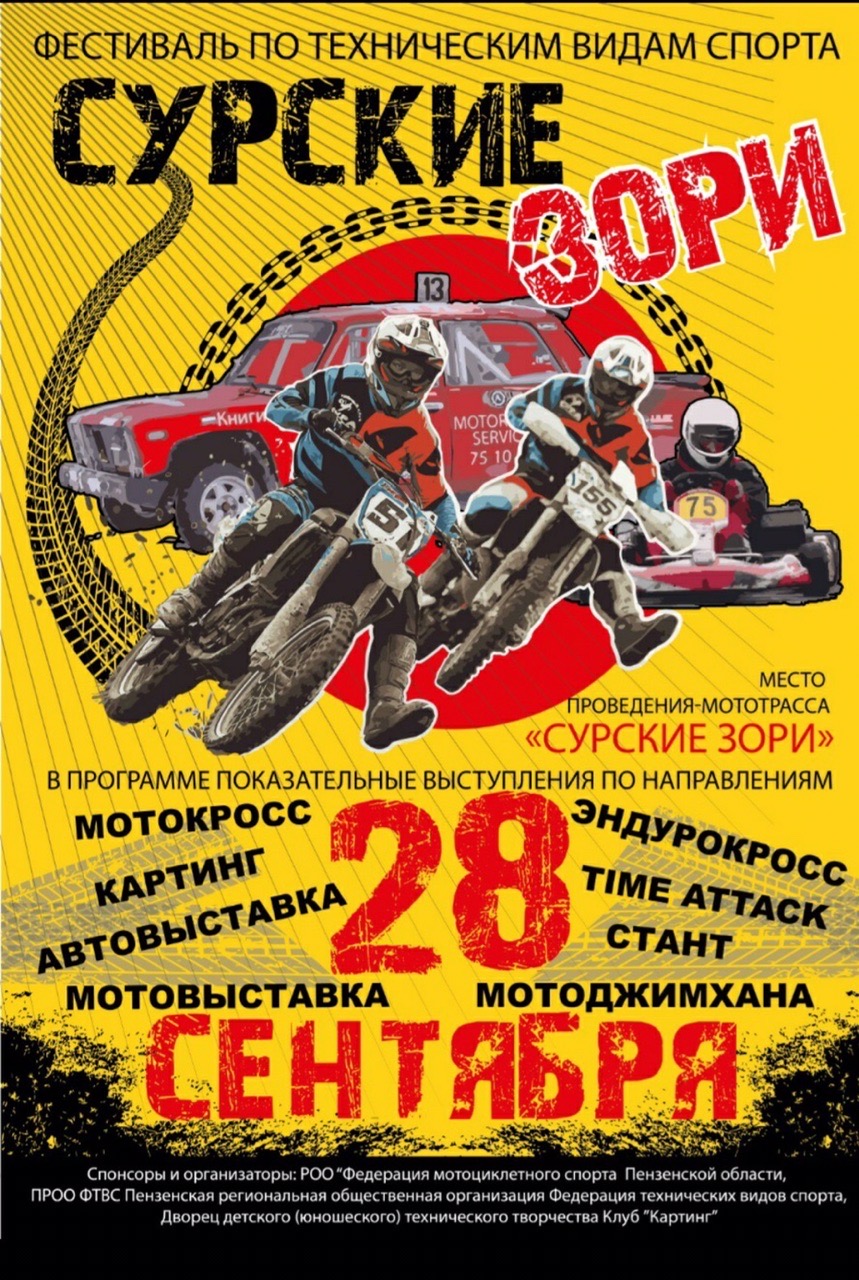 ФЕСТИВАЛЬ ПО ТЕХНИЧЕСКИМ ВИДАМ СПОРТА
СУРСКИЕ
ЗОРИ
13
Книги
MOTOR
SERVIC
75 10
5
155
75
МЕСТО
ПРОВЕДЕНИЯ-МОТОТРАССА
«СУРСКИЕ ЗОРИ»
В ПРОГРАММЕ ПОКАЗАТЕЛЬНЫЕ ВЫСТУПЛЕНИЯ ПО НАПРАВЛЕНИЯМ
МОТОКРОСС
КАРТИНГ
АВТОВЫСТАВКА
МОТОВЫСТАВКА
28
ЭНДУРОКРОСС
TIME ATTACK
СТАНТ
МОТОДЖИМХАНА
СЕНТЯБРЯ
Спонсоры и организаторы: РОО "Федерация мотоциклетного спорта Пензенской области,
ПРОО ФТВС Пензенская региональная общественная организация Федерация технических видов спорта,
Дворец детского (юношеского) технического творчества Клуб "Картинг"